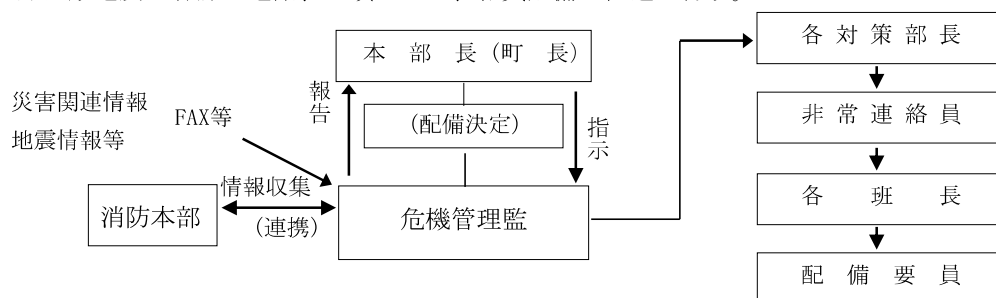 本部長(町長)
(配備決定)
報告
指示
災害関連情報
地震情報等
FAX等
情報収集
(連携)
消防本部
危機管理監
各対策部長
非常連絡員
各班長
配備要員